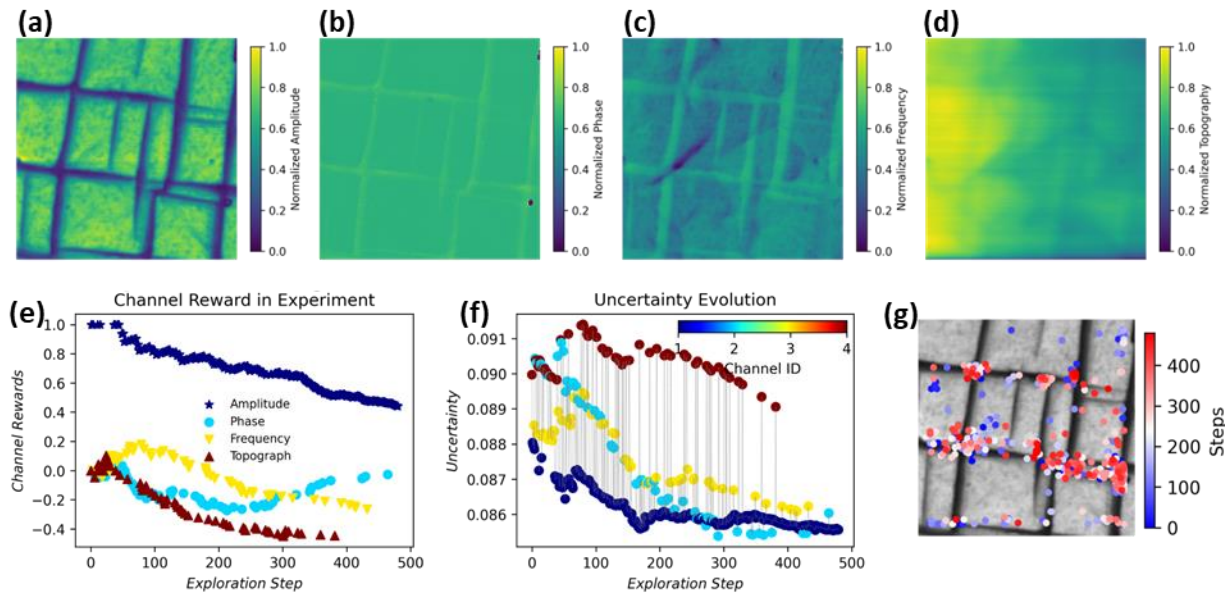 (a)
1.0
0.8
0.6
0.4
0.2
0.0
Normalized Amplitude
(b)
1.0
0.8
0.6
0.4
0.2
0.0
Normalized Phase
(c)
1.0
0.8
0.6
0.4
0.2
0.0
Normalized Frequency
(d)
1.0
0.8
0.6
0.4
0.2
0.0
Normalized Topography
(e)
Channel Reward in Experiment
Channel Rewards
1.0
0.8
0.6
0.4
0.2
0.0
−0.2
−0.4
Amplitude
Phase
Frequency
Topograph
0
100
200
300
400
500
Exploration Step
(f)
Uncertainty Evolution
Uncertainty
0.091
0.090
0.089
0.088
0.087
0.086
1
2
3
4
Channel ID
0
100
200
300
400
500
Exploration Step
(g)
400
300
200
100
0
Steps